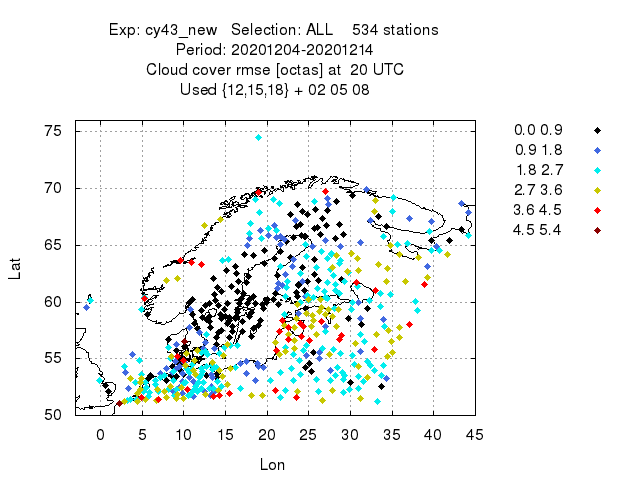 Exp: cy43_new   Selection: ALL    534 stations
Period: 20201204-20201214
Cloud cover rmse [octas] at  20 UTC
Used {12,15,18} + 02 05 08
75
70
65
60
55
50
Lat
0 5 10 15 20 25 30 35 40 45
Lon
0.0 0.9
0.9 1.8
1.8 2.7
2.7 3.6
3.6 4.5
4.5 5.4